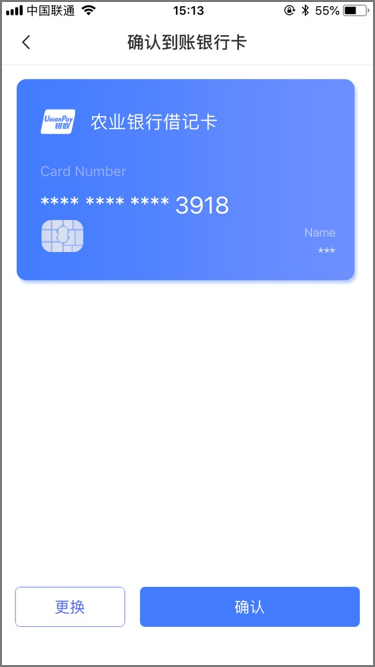 中国联通 15:13 55%
确认到账银行卡
UnionPay
银联
农业银行借记卡
Card Number
**** **** **** 3918
Name
***
更换 确认